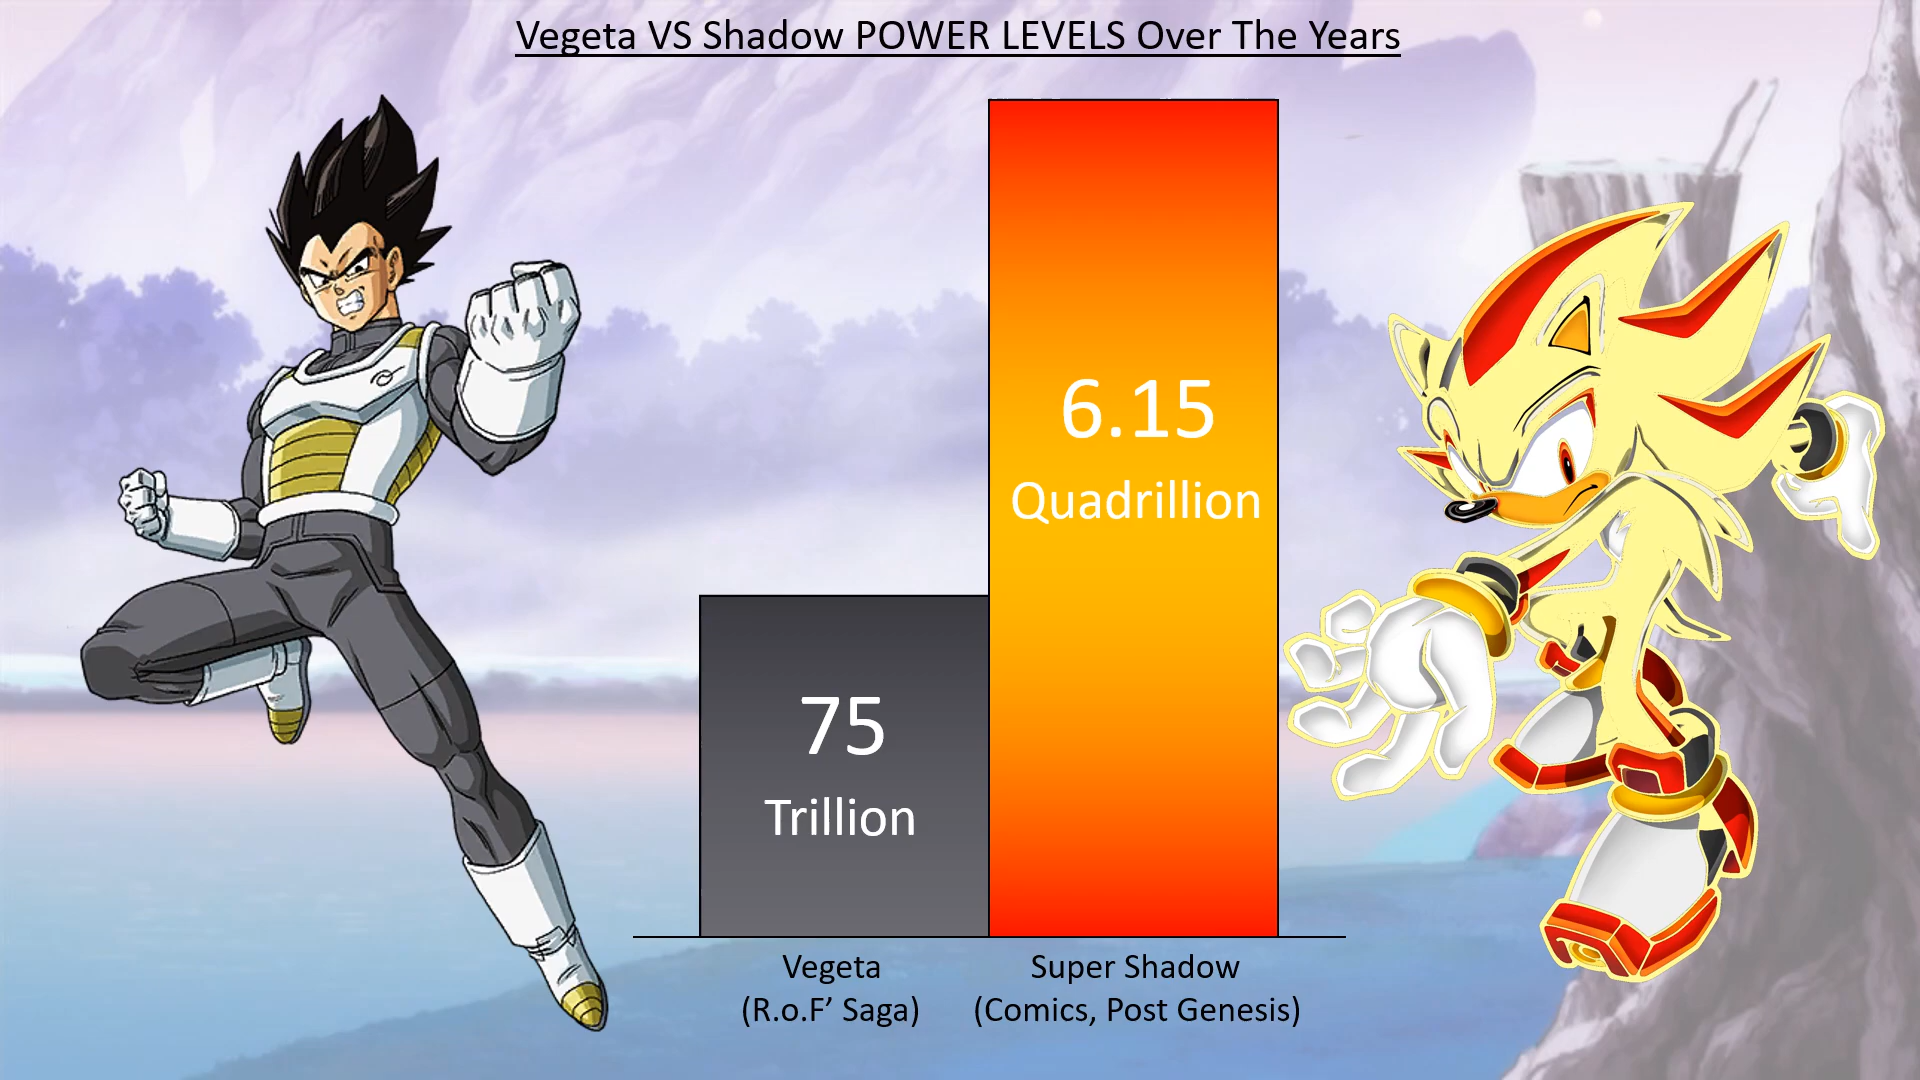 Vegeta VS Shadow POWER LEVELS Over The Years
6.15
Quadrillion
75
Trillion
Vegeta
(R.o.F’ Saga)
Super Shadow
(Comics, Post Genesis)